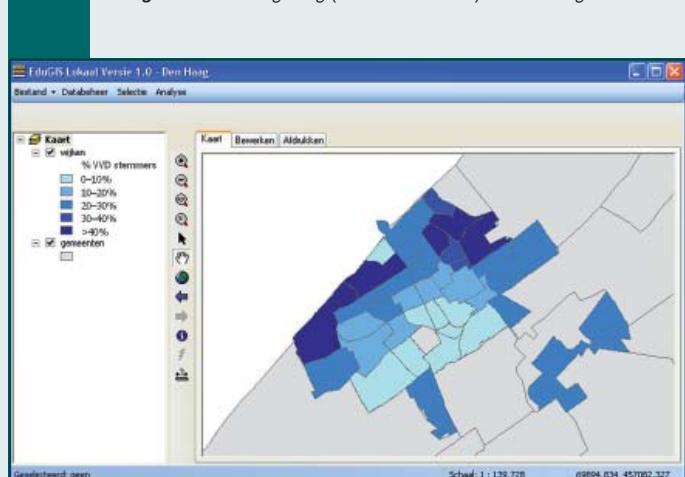 EduGIS Lokaal Versie 1.0 - Den Haag
Bestand Databeheer Selectie Analyse
Kaart
wijken
% VVD stemmers
0-10%
10-20%
20-30%
30-40%
>40%
gemeenten
Kaart Bewerken Afdrukken
Geselecteerd: geen Schaal: 1 : 139.728 69894.834 457082.327